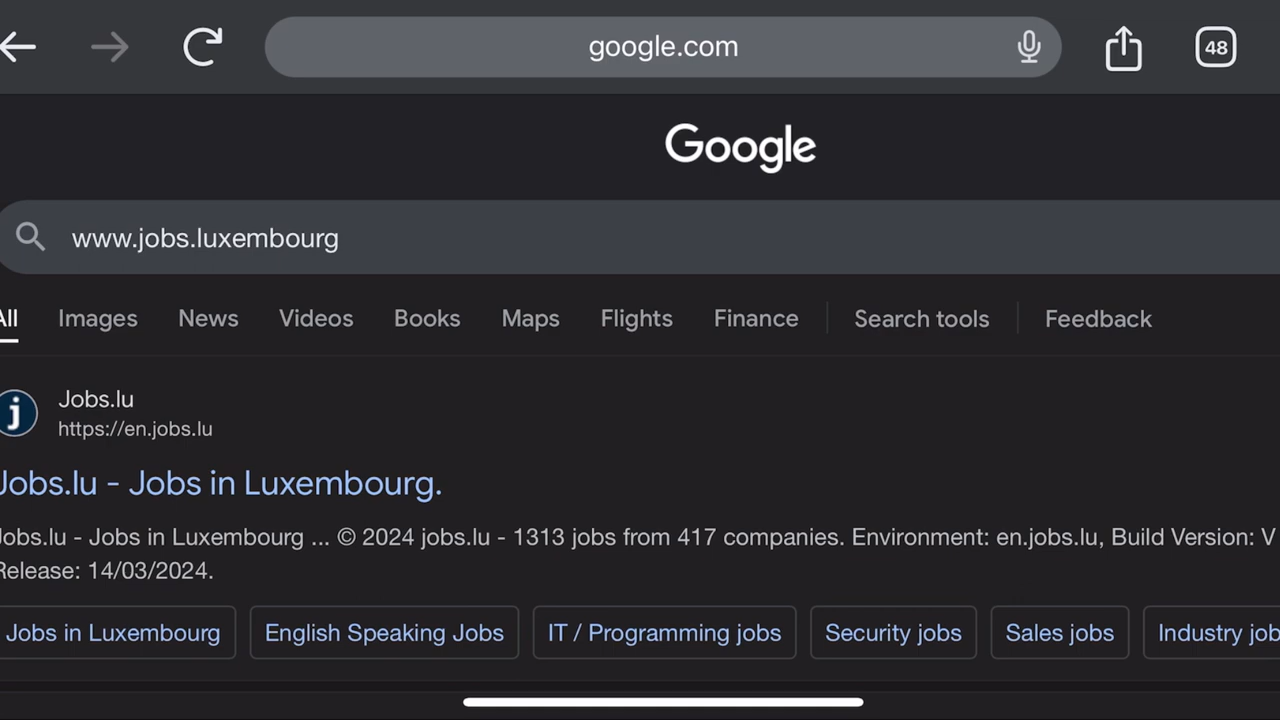 google.com
48
Google
www.jobs.luxembourg
All Images News Videos Books Maps Flights Finance Search tools Feedback
j
Jobs.lu
https://en.jobs.lu
Jobs.lu - Jobs in Luxembourg.
Jobs.lu - Jobs in Luxembourg ... © 2024 jobs.lu - 1313 jobs from 417 companies. Environment: en.jobs.lu, Build Version: V
Release: 14/03/2024.
Jobs in Luxembourg English Speaking Jobs IT / Programming jobs Security jobs Sales jobs Industry job